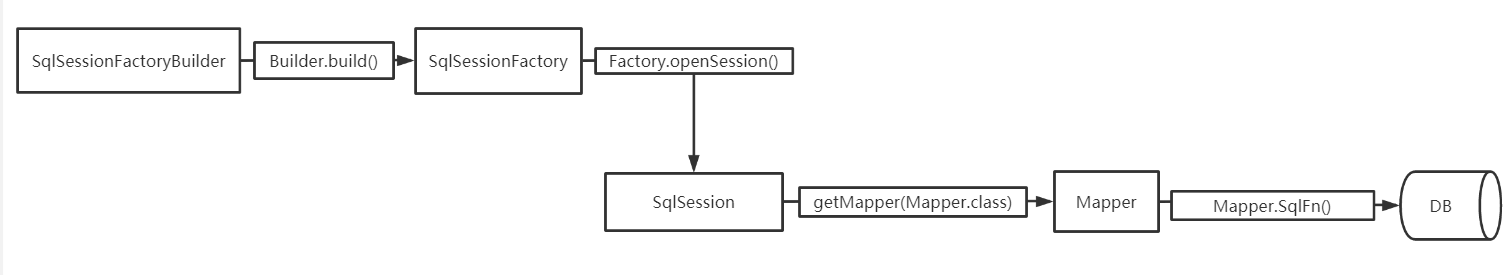 SqlSessionFactoryBuilder
Builder.build()
SqlSessionFactory
Factory.openSession()
SqlSession
getMapper(Mapper.class)
Mapper
Mapper.SqlFn()
DB